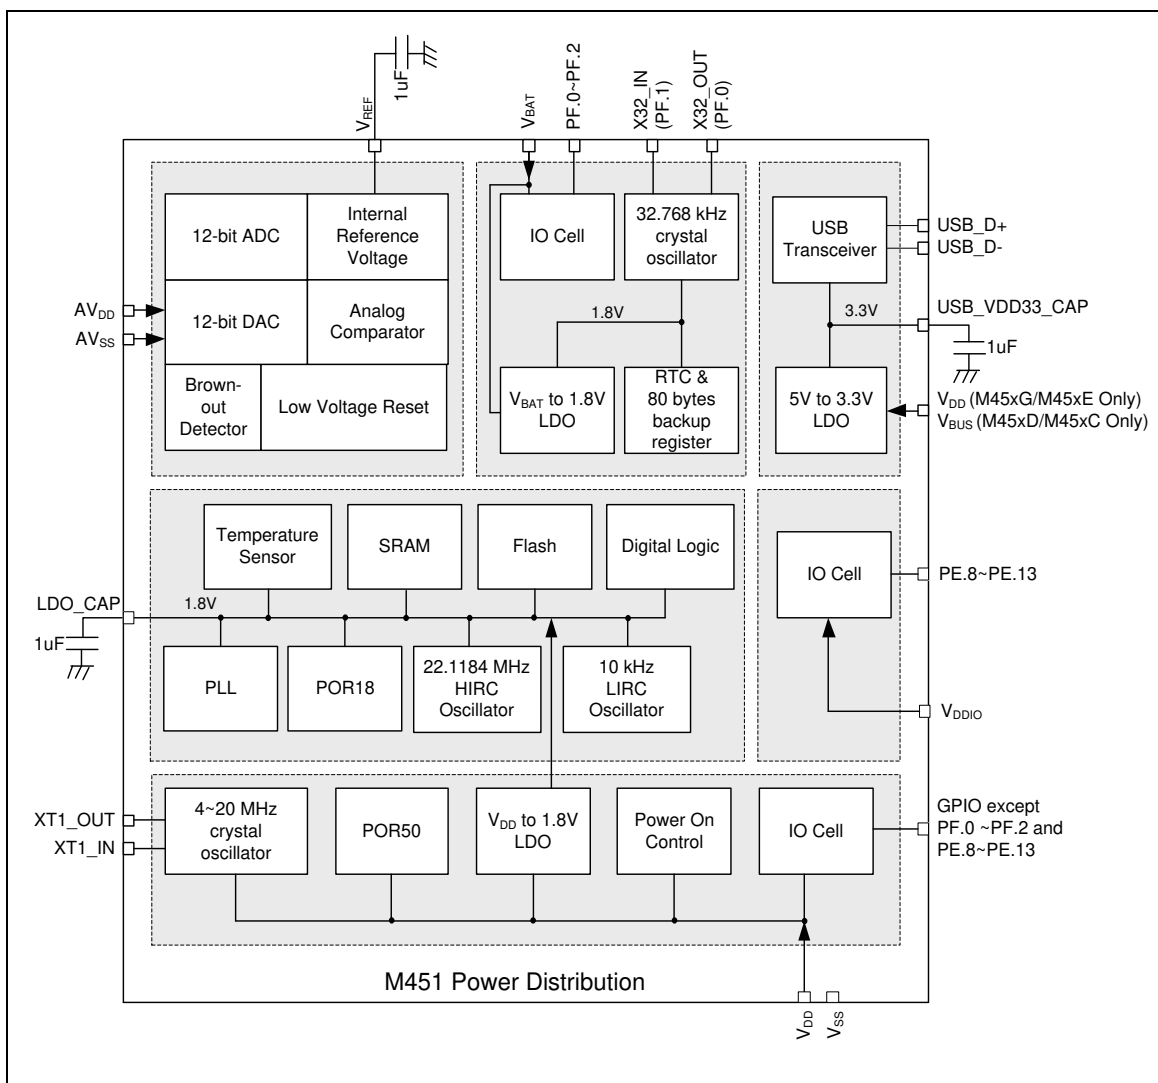 1uF
VREF
VBAT
PF.0~PF.2
X32_IN
(PF.1)
X32_OUT
(PF.0)
12-bit ADC
Internal
Reference
Voltage
12-bit DAC
Analog
Comparator
Brown-
out
Detector
Low Voltage Reset
AVDD
AVSS
IO Cell
32.768 kHz
crystal
oscillator
1.8V
VBAT to 1.8V
LDO
RTC &
80 bytes
backup
register
USB
Transceiver
USB_D+
USB_D-
3.3V
USB_VDD33_CAP
1uF
5V to 3.3V
LDO
VDD (M45xG/M45xE Only)
VBUS (M45xD/M45xC Only)
Temperature
Sensor
SRAM
Flash
Digital Logic
LDO_CAP
1.8V
1uF
PLL
POR18
22.1184 MHz
HIRC
Oscillator
10 kHz
LIRC
Oscillator
IO Cell
PE.8~PE.13
VDDIO
XT1_OUT
XT1_IN
4~20 MHz
crystal
oscillator
POR50
VDD to 1.8V
LDO
Power On
Control
IO Cell
GPIO except
PF.0 ~PF.2 and
PE.8~PE.13
M451 Power Distribution
VDD
VSS